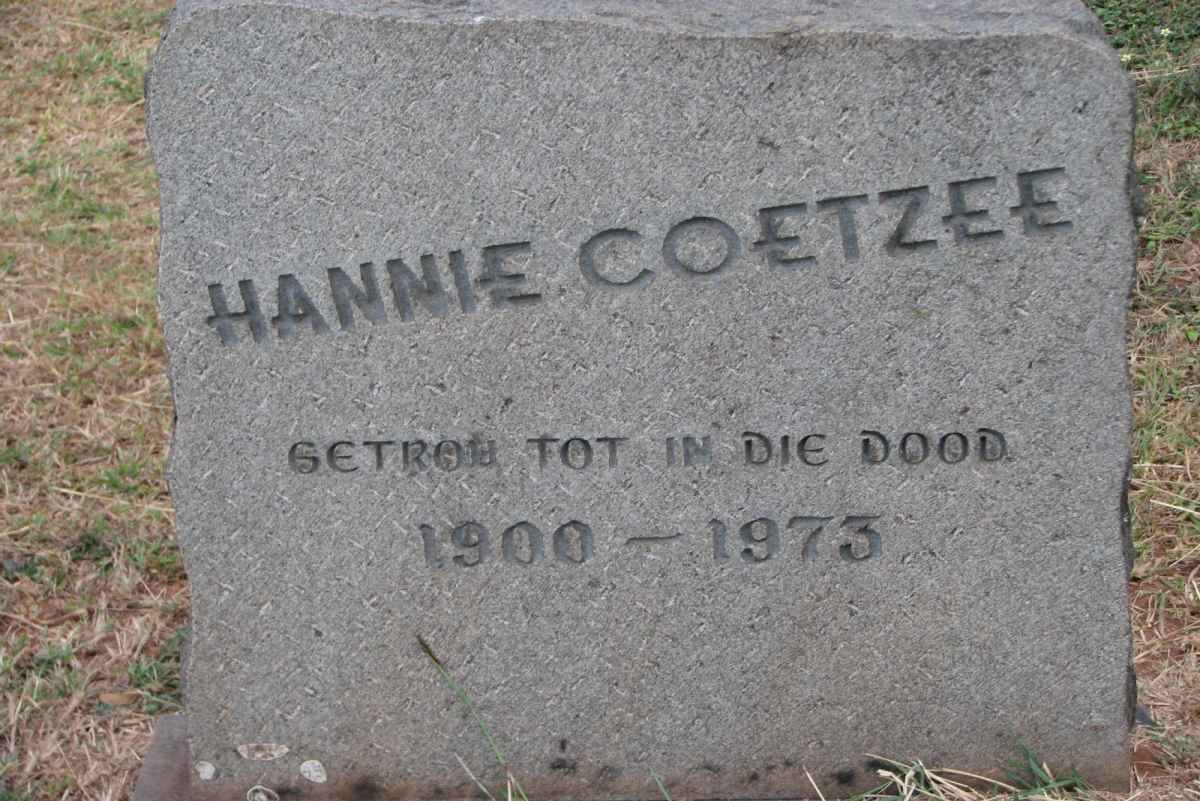 HANNIE COETZEE
GETROU TOT IN DIE DOOD.
1900 – 1973